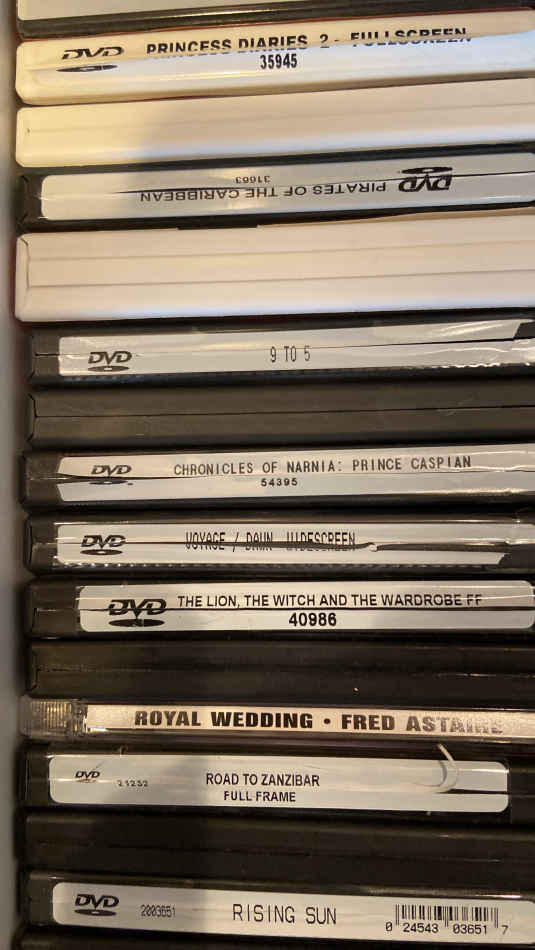 DVD
PRINCESS DIARIES 2 - FULLSCREEN
35945
DVD
PIRATES OF THE CARIBBEAN
31663
DVD
9 TO 5
DVD
CHRONICLES OF NARNIA: PRINCE CASPIAN
54395
DVD
VOYAGE / DAWN WIDESCREEN
DVD
THE LION, THE WITCH AND THE WARDROBE FF
40986
ROYAL WEDDING • FRED ASTAIRE
DVD
21232
ROAD TO ZANZIBAR
FULL FRAME
DVD
2003651
RISING SUN
0 24543 03651 7